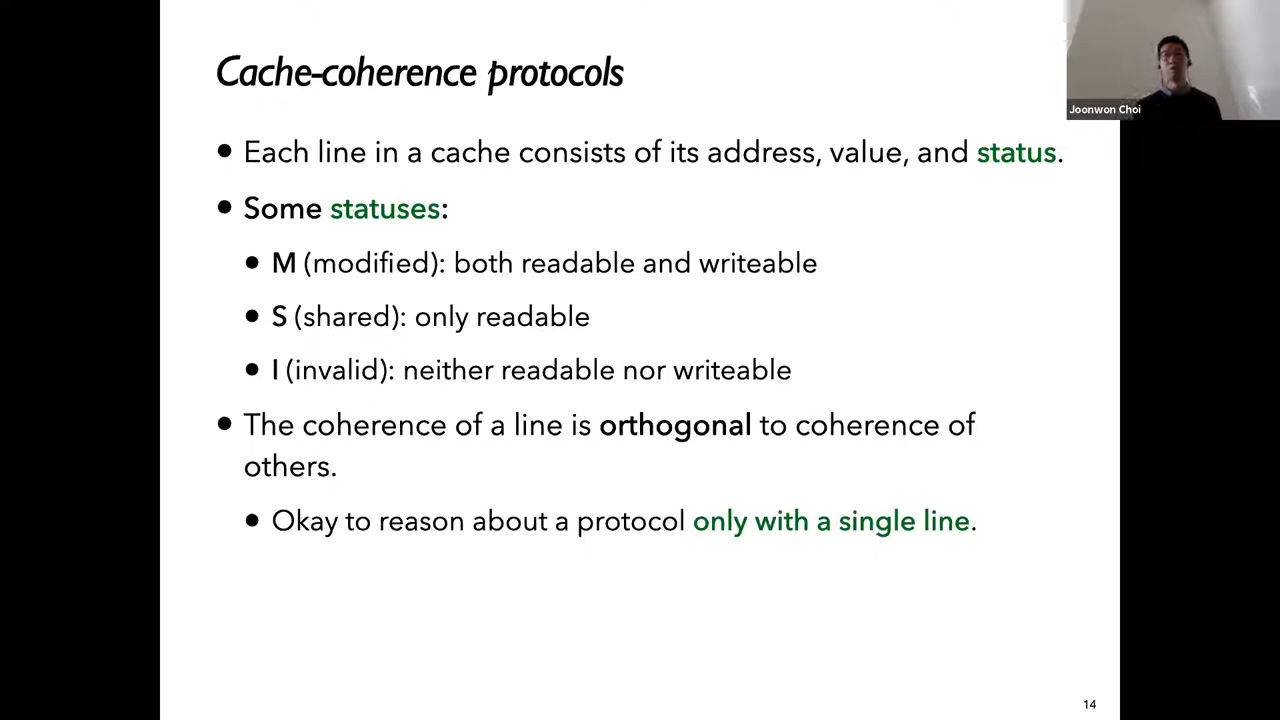 Cache-coherence protocols
Joonwon Choi
● Each line in a cache consists of its address, value, and status.
● Some statuses:
● M (modified): both readable and writeable
● S (shared): only readable
● I (invalid): neither readable nor writeable
● The coherence of a line is orthogonal to coherence of
others.
● Okay to reason about a protocol only with a single line.
14